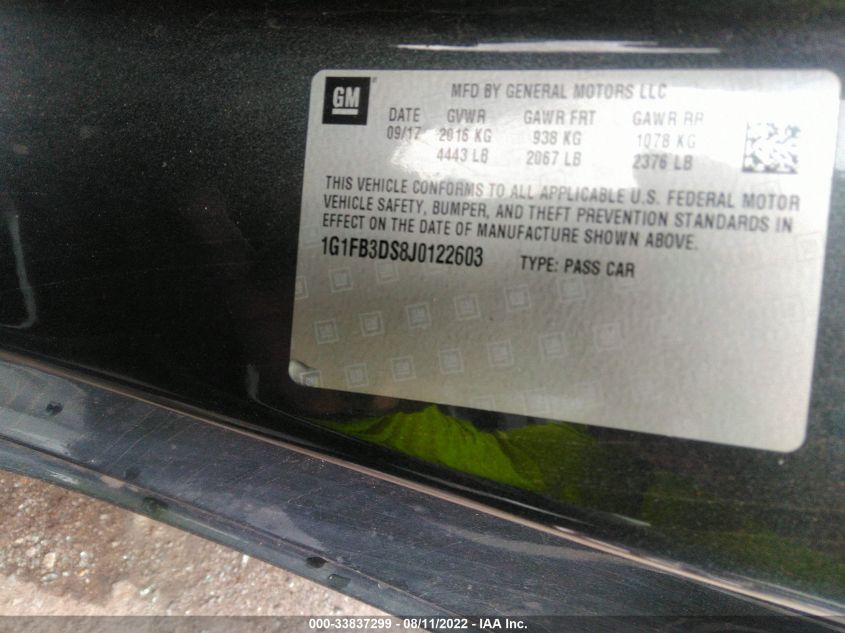 GM
MFD BY GENERAL MOTORS LLC
DATE GVWR GAWR FRT GAWR RR
09/17 2016 KG 938 KG 1078 KG
4443 LB 2067 LB 2376 LB
THIS VEHICLE CONFORMS TO ALL APPLICABLE U.S. FEDERAL MOTOR
VEHICLE SAFETY, BUMPER, AND THEFT PREVENTION STANDARDS IN
EFFECT ON THE DATE OF MANUFACTURE SHOWN ABOVE.
1G1FB3DS8J0122603 TYPE: PASS CAR
000-33837299 - 08/11/2022 - IAA Inc.